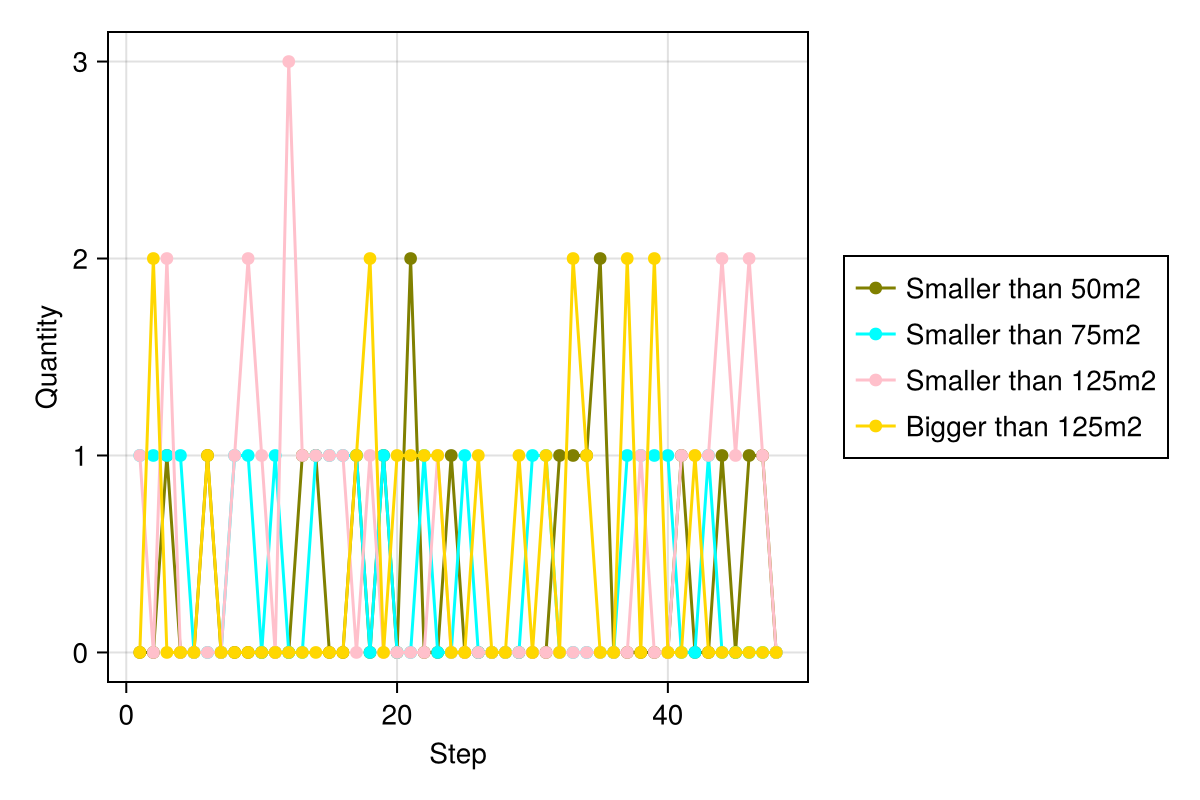 3
2
1
0
Quantity
0 20 40
Step
Smaller than 50m2
Smaller than 75m2
Smaller than 125m2
Bigger than 125m2